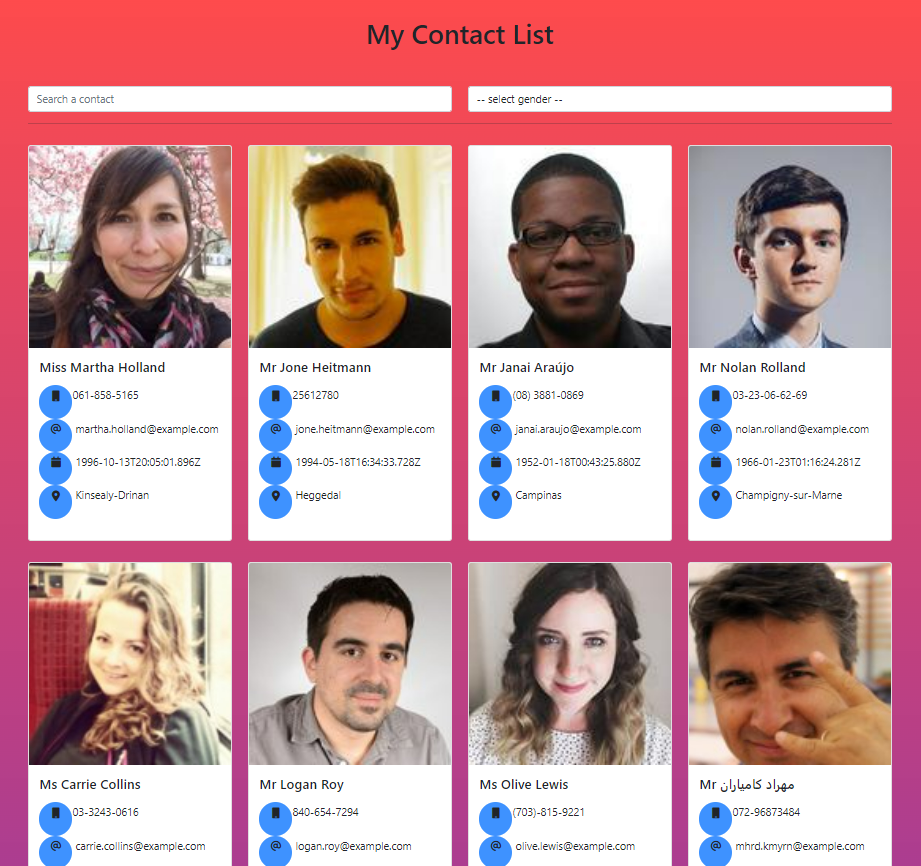 My Contact List
Search a contact
-- select gender --
Miss Martha Holland
061-858-5165
@ martha.holland@example.com
1996-10-13T20:05:01.896Z
Kinsealy-Drinan
Mr Jone Heitmann
25612780
@ jone.heitmann@example.com
1994-05-18T16:34:33.728Z
Heggedal
Mr Janai Araújo
(08) 3881-0869
@ janai.araujo@example.com
1952-01-18T00:43:25.880Z
Campinas
Mr Nolan Rolland
03-23-06-62-69
@ nolan.rolland@example.com
1966-01-23T01:16:24.281Z
Champigny-sur-Marne
Ms Carrie Collins
03-3243-0616
@ carrie.collins@example.com
Mr Logan Roy
840-654-7294
@ logan.roy@example.com
Ms Olive Lewis
(703)-815-9221
@ olive.lewis@example.com
Mr مهراد کامیاران
072-96873484
@ mhrd.kmyrn@example.com